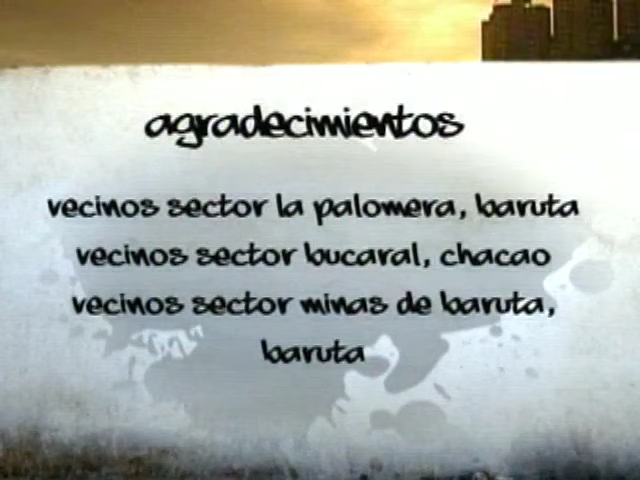 agradecimientos
vecinos sector la palomera, baruta
vecinos sector bucaral, chacao
vecinos sector minas de baruta,
baruta